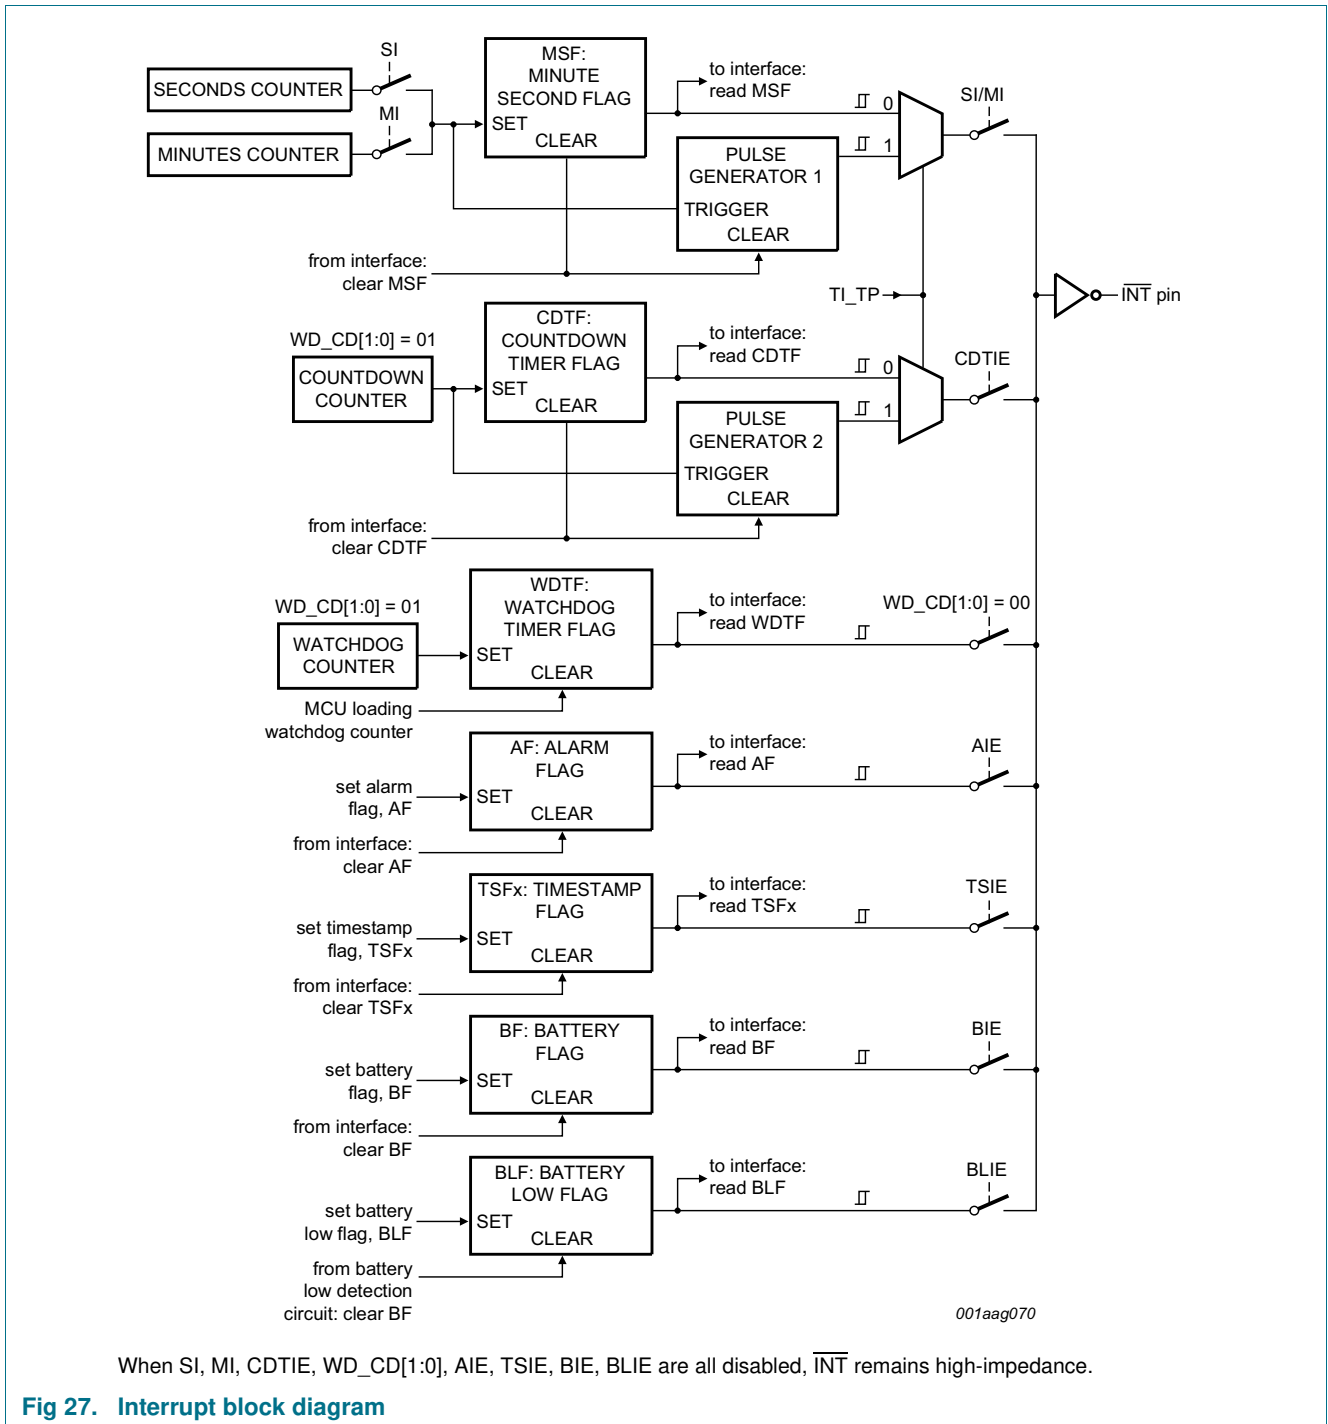 SI
SECONDS COUNTER
MI
MINUTES COUNTER
MSF:
MINUTE
SECOND FLAG
SET
CLEAR
to interface:
read MSF
0
1
SI/MI
PULSE
GENERATOR 1
TRIGGER
CLEAR
from interface:
clear MSF
TI_TP
INT pin
WD_CD[1:0] = 01
COUNTDOWN
COUNTER
CDTF:
COUNTDOWN
TIMER FLAG
SET
CLEAR
to interface:
read CDTF
0
1
CDTIE
PULSE
GENERATOR 2
TRIGGER
CLEAR
from interface:
clear CDTF
WD_CD[1:0] = 01
WATCHDOG
COUNTER
WDTF:
WATCHDOG
TIMER FLAG
SET
CLEAR
to interface:
read WDTF
WD_CD[1:0] = 00
MCU loading
watchdog counter
AF: ALARM
FLAG
SET
CLEAR
to interface:
read AF
AIE
set alarm
flag, AF
from interface:
clear AF
TSFx: TIMESTAMP
FLAG
SET
CLEAR
to interface:
read TSFx
TSIE
set timestamp
flag, TSFx
from interface:
clear TSFx
BF: BATTERY
FLAG
SET
CLEAR
to interface:
read BF
BIE
set battery
flag, BF
from interface:
clear BF
BLF: BATTERY
LOW FLAG
SET
CLEAR
to interface:
read BLF
BLIE
set battery
low flag, BLF
from battery
low detection
circuit: clear BF
001aag070
When SI, MI, CDTIE, WD_CD[1:0], AIE, TSIE, BIE, BLIE are all disabled, INT remains high-impedance.
Fig 27. Interrupt block diagram